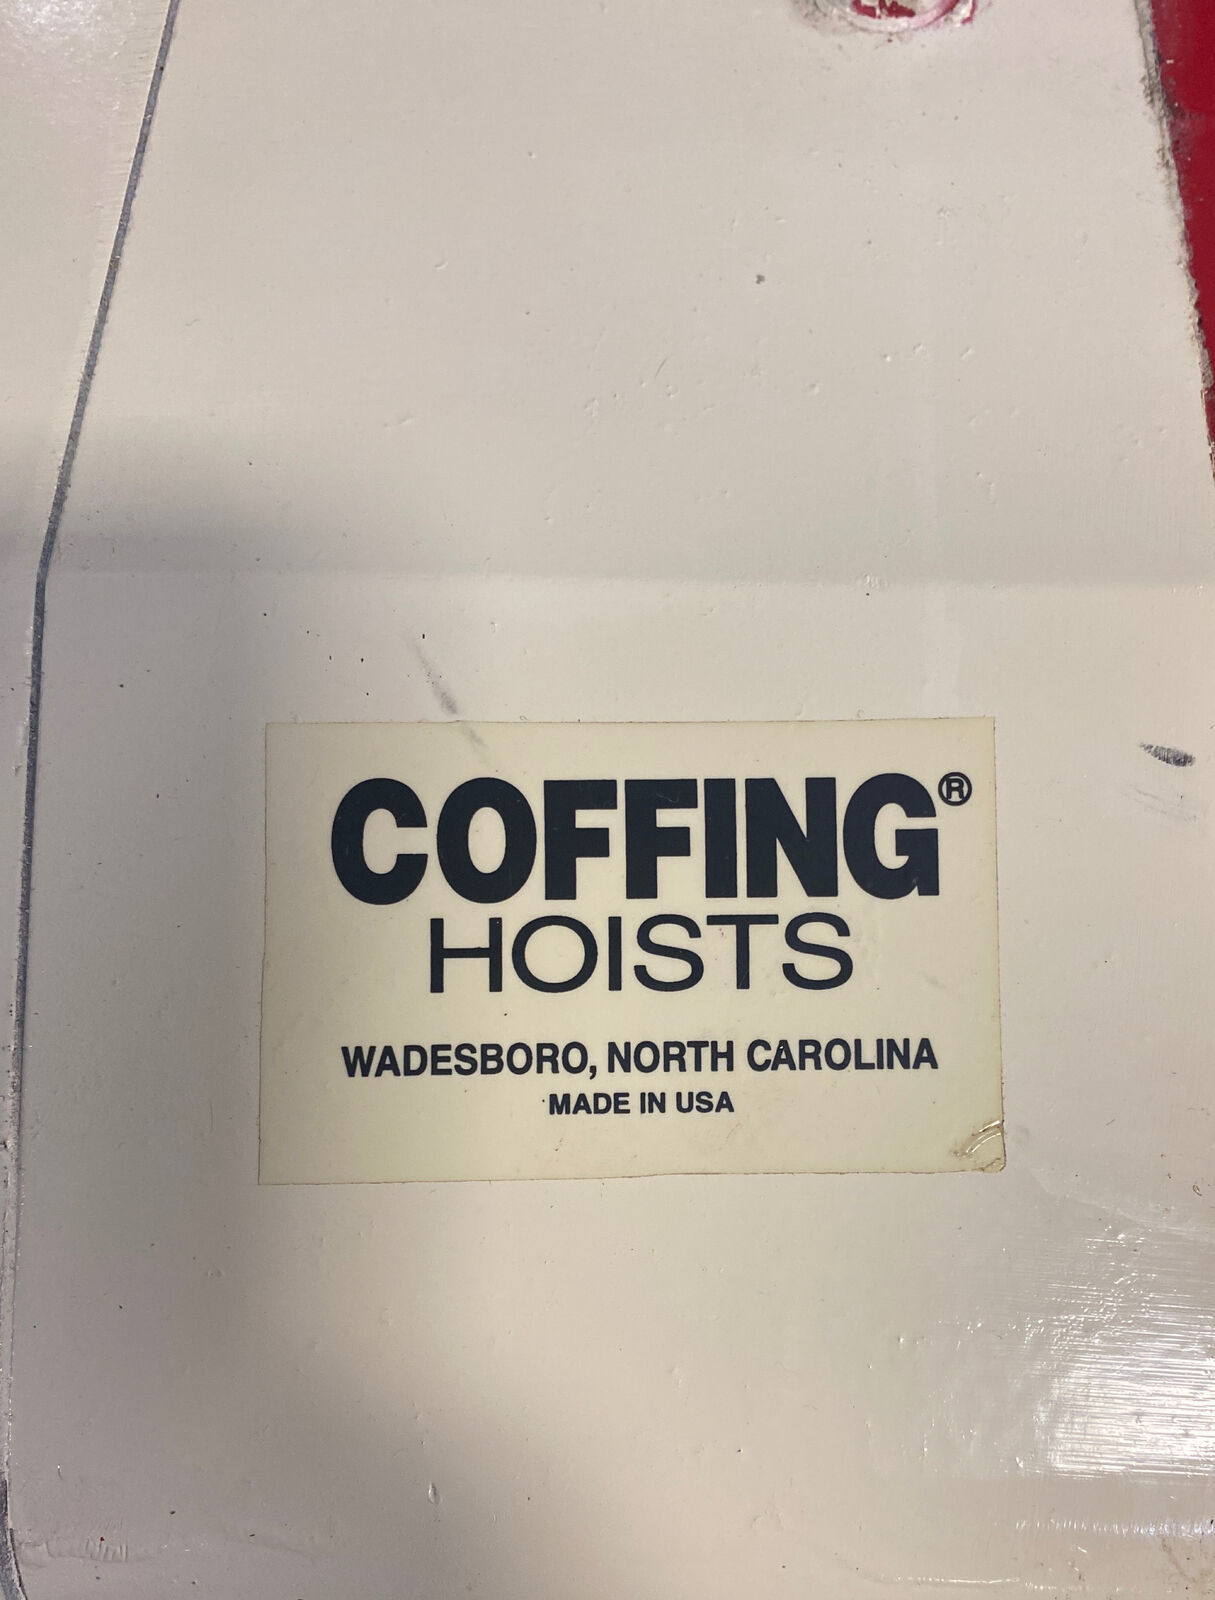 COFFING®
HOISTS
WADESBORO, NORTH CAROLINA
MADE IN USA